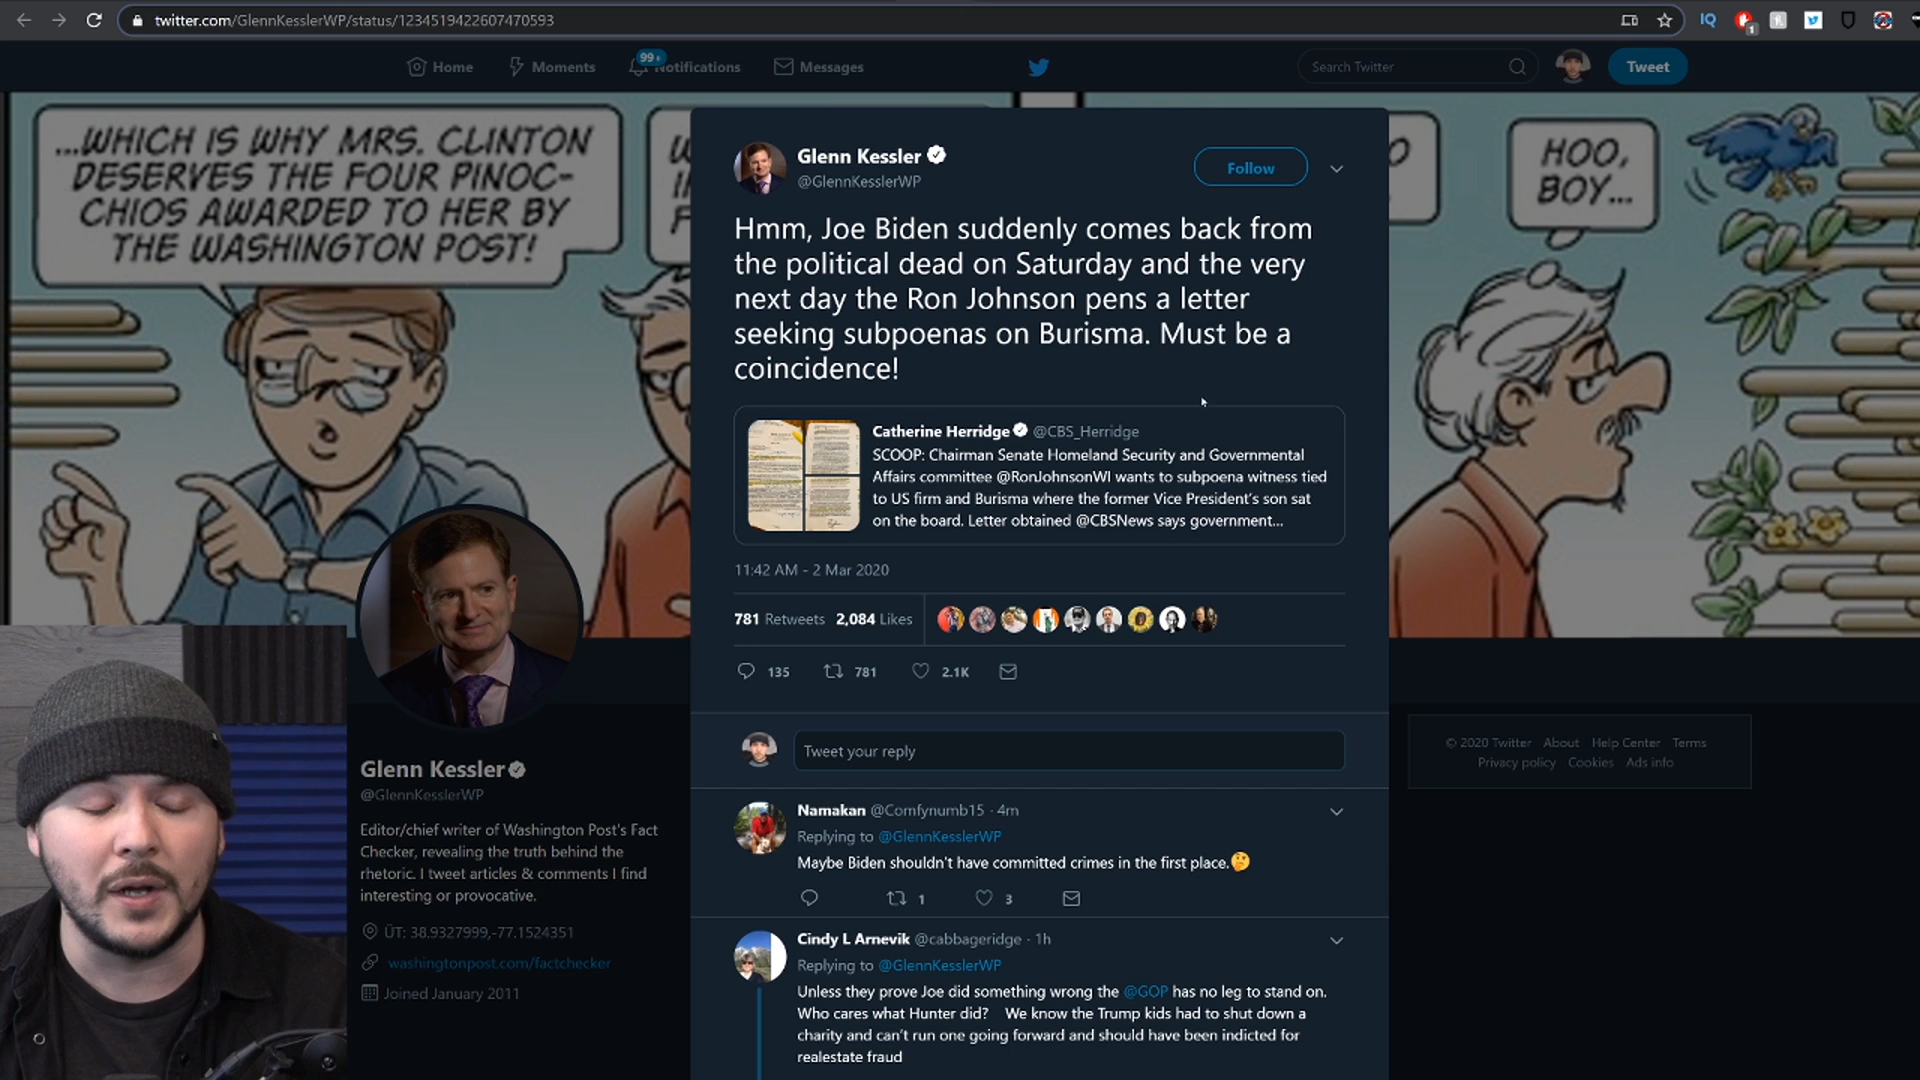 twitter.com/GlennKesslerWP/status/1234519422607470593
Home
Moments
99+
Notifications
Messages
Search Twitter
Tweet
...WHICH IS WHY MRS. CLINTON
DESERVES THE FOUR PINOC-
CHIOS AWARDED TO HER BY
THE WASHINGTON POST!
HOO,
BOY...
Glenn Kessler
@GlennKesslerWP
Follow
Hmm, Joe Biden suddenly comes back from
the political dead on Saturday and the very
next day the Ron Johnson pens a letter
seeking subpoenas on Burisma. Must be a
coincidence!
Catherine Herridge @CBS_Herridge
SCOOP: Chairman Senate Homeland Security and Governmental
Affairs committee @RonJohnsonWI wants to subpoena witness tied
to US firm and Burisma where the former Vice President's son sat
on the board. Letter obtained @CBSNews says government...
11:42 AM - 2 Mar 2020
781 Retweets 2,084 Likes
135 781 2.1K
Tweet your reply
Namakan @Comfynumb15 · 4m
Replying to @GlennKesslerWP
Maybe Biden shouldn't have committed crimes in the first place.
1 3
Cindy L Arnevik @cabbageridge · 1h
Replying to @GlennKesslerWP
Unless they prove Joe did something wrong the @GOP has no leg to stand on.
Who cares what Hunter did? We know the Trump kids had to shut down a
charity and can't run one going forward and should have been indicted for
realestate fraud
Glenn Kessler
@GlennKesslerWP
Editor/chief writer of Washington Post's Fact
Checker, revealing the truth behind the
rhetoric. I tweet articles & comments I find
interesting or provocative.
ÜT: 38.9327999,-77.1524351
washingtonpost.com/factchecker
Joined January 2011
© 2020 Twitter About Help Center Terms
Privacy policy Cookies Ads info